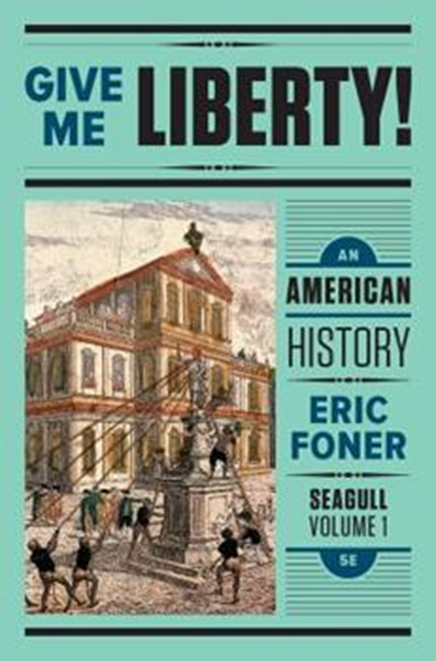 GIVE
ME
LIBERTY!
AN
AMERICAN
HISTORY
ERIC
FONER
SEAGULL
VOLUME 1
5E